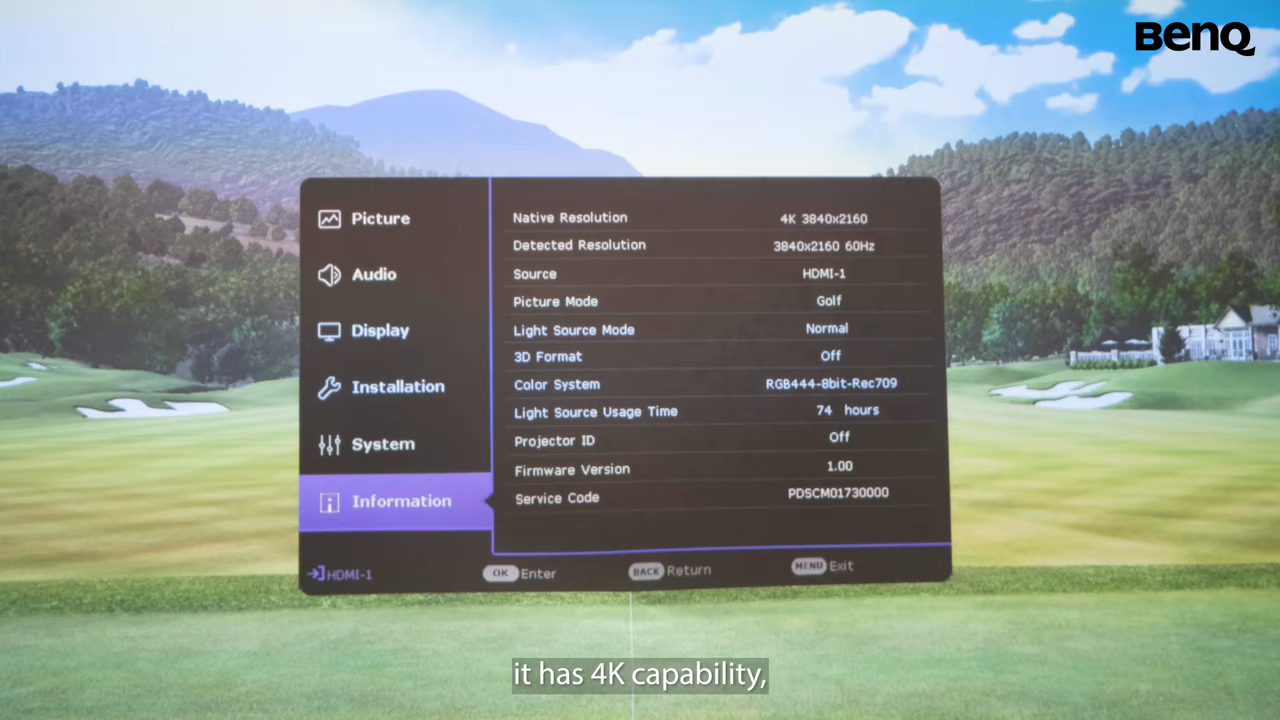 BenQ
Picture
Audio
Display
Installation
System
Information
Native Resolution 4K 3840x2160
Detected Resolution 3840x2160 60Hz
Source HDMI-1
Picture Mode Golf
Light Source Mode Normal
3D Format Off
Color System RGB444-8bit-Rec709
Light Source Usage Time 74 hours
Projector ID Off
Firmware Version 1.00
Service Code PDSCM01730000
HDMI-1
OK Enter
BACK Return
MENU Exit
it has 4K capability,